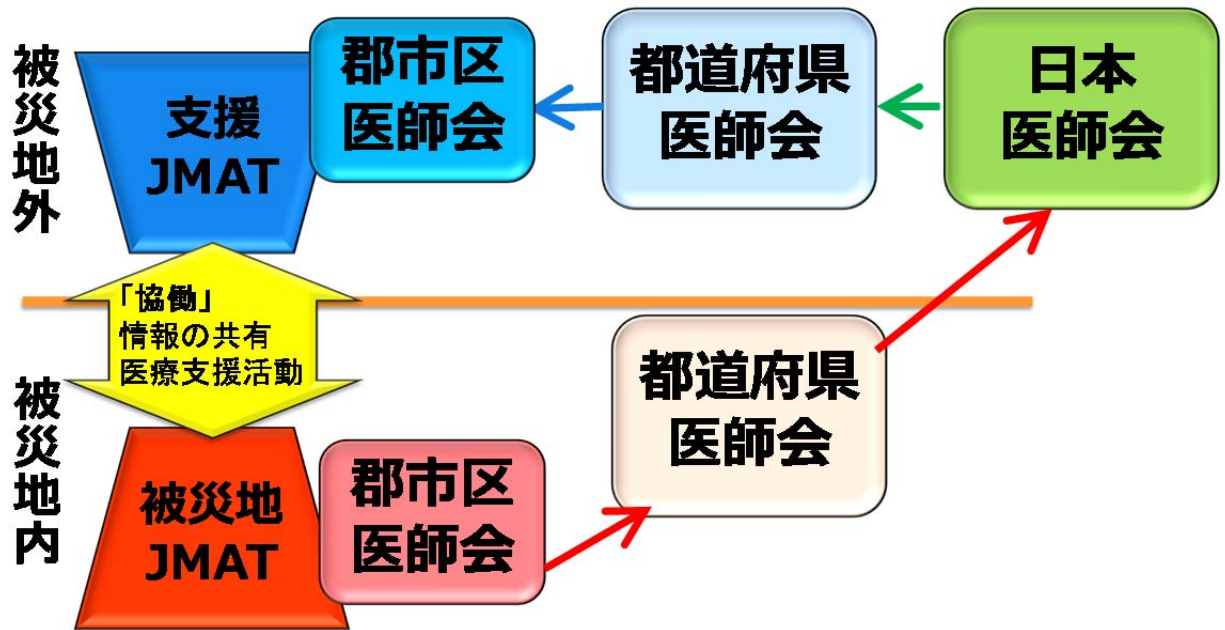 被災地外
支援
JMAT
郡市区
医師会
都道府県
医師会
日本
医師会
「協働」
情報の共有
医療支援活動
被災地内
被災地
JMAT
郡市区
医師会
都道府県
医師会